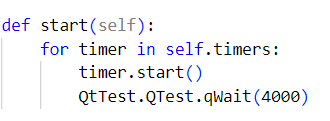 def start(self):
    for timer in self.timers:
        timer.start()
        QtTest.QTest.qWait(4000)